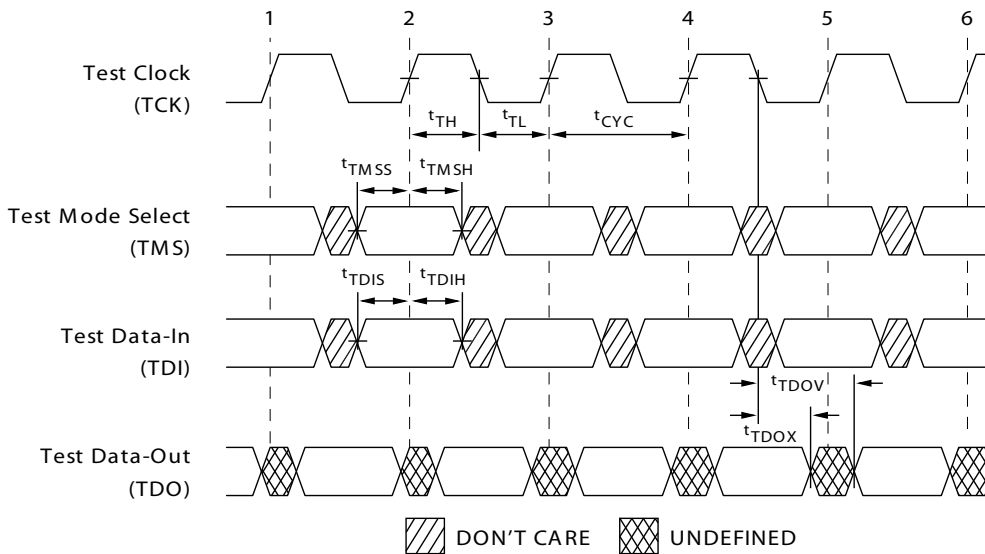 1 2 3 4 5 6
Test Clock
(TCK)
tTH tTL tCYC
tTMSS tTMSH
Test Mode Select
(TMS)
tTDIS tTDIH
Test Data-In
(TDI)
tTDOV
tTDOX
Test Data-Out
(TDO)
DON'T CARE UNDEFINED